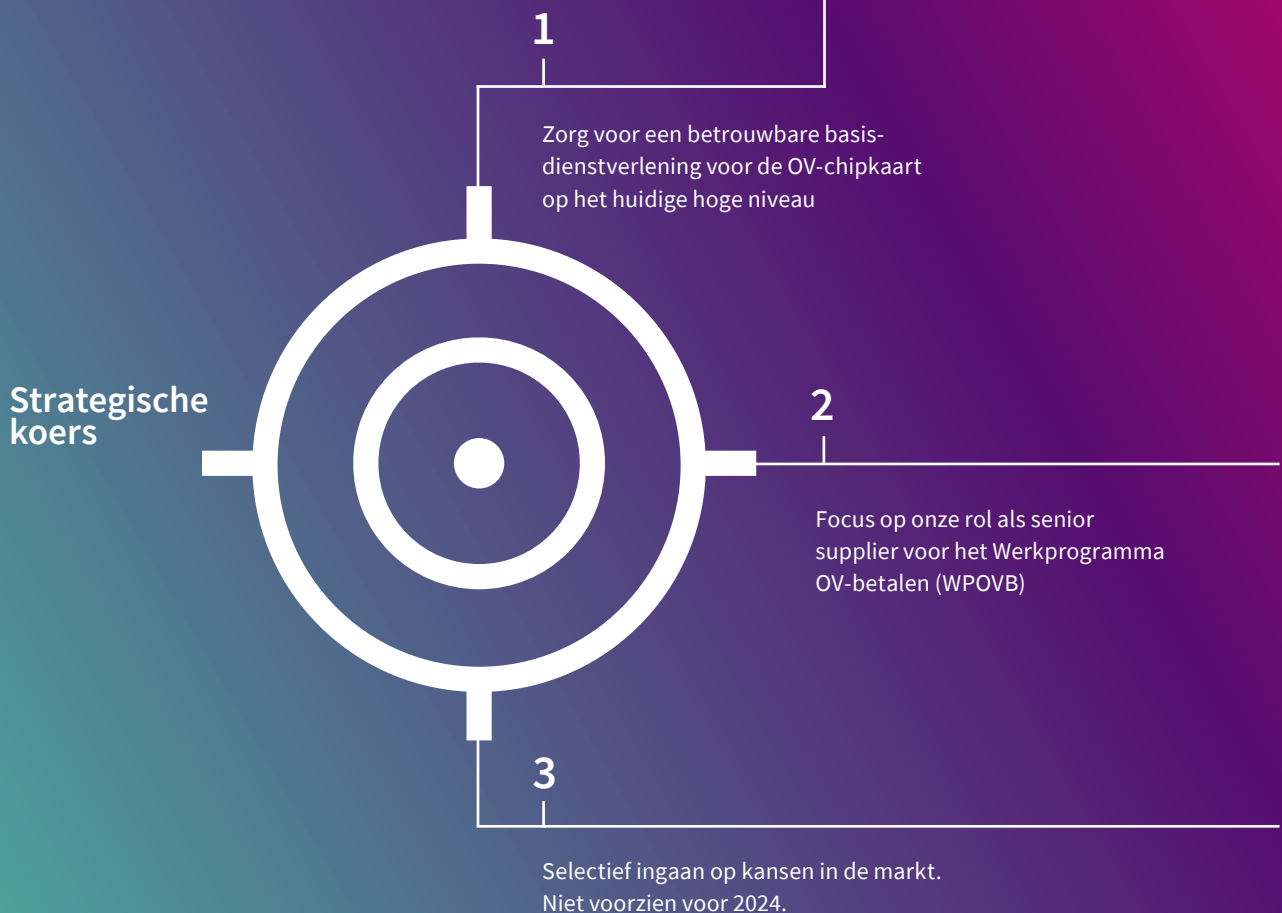 1
Zorg voor een betrouwbare basis-
dienstverlening voor de OV-chipkaart
op het huidige hoge niveau
Strategische
koers
2
Focus op onze rol als senior
supplier voor het Werkprogramma
OV-betalen (WPOVB)
3
Selectief ingaan op kansen in de markt.
Niet voorzien voor 2024.